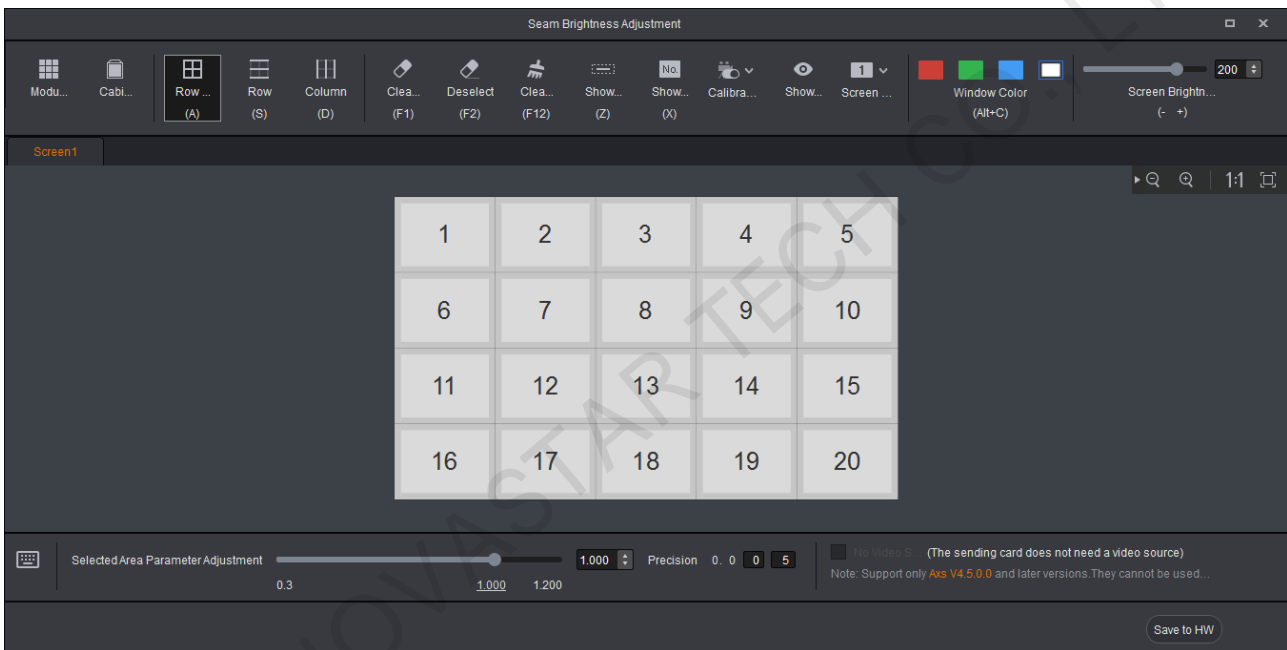 Seam Brightness Adjustment
Modu... Cabi... Row ... Row Column Clea... Deselect Clea... Show... No. Show... Calibra... Show... 1 Screen ... Window Color 200 Screen Brightn...
(A) (S) (D) (F1) (F2) (F12) (Z) (X) (Alt+C) (- +)
Screen1
1:1
1 2 3 4 5
6 7 8 9 10
11 12 13 14 15
16 17 18 19 20
NOVASTAR TECH CO., L
Selected Area Parameter Adjustment 1.000 Precision 0. 0 0 5
0.3 1.000 1.200
No Video S... (The sending card does not need a video source)
Note: Support only Axs V4.5.0.0 and later versions.They cannot be used...
Save to HW